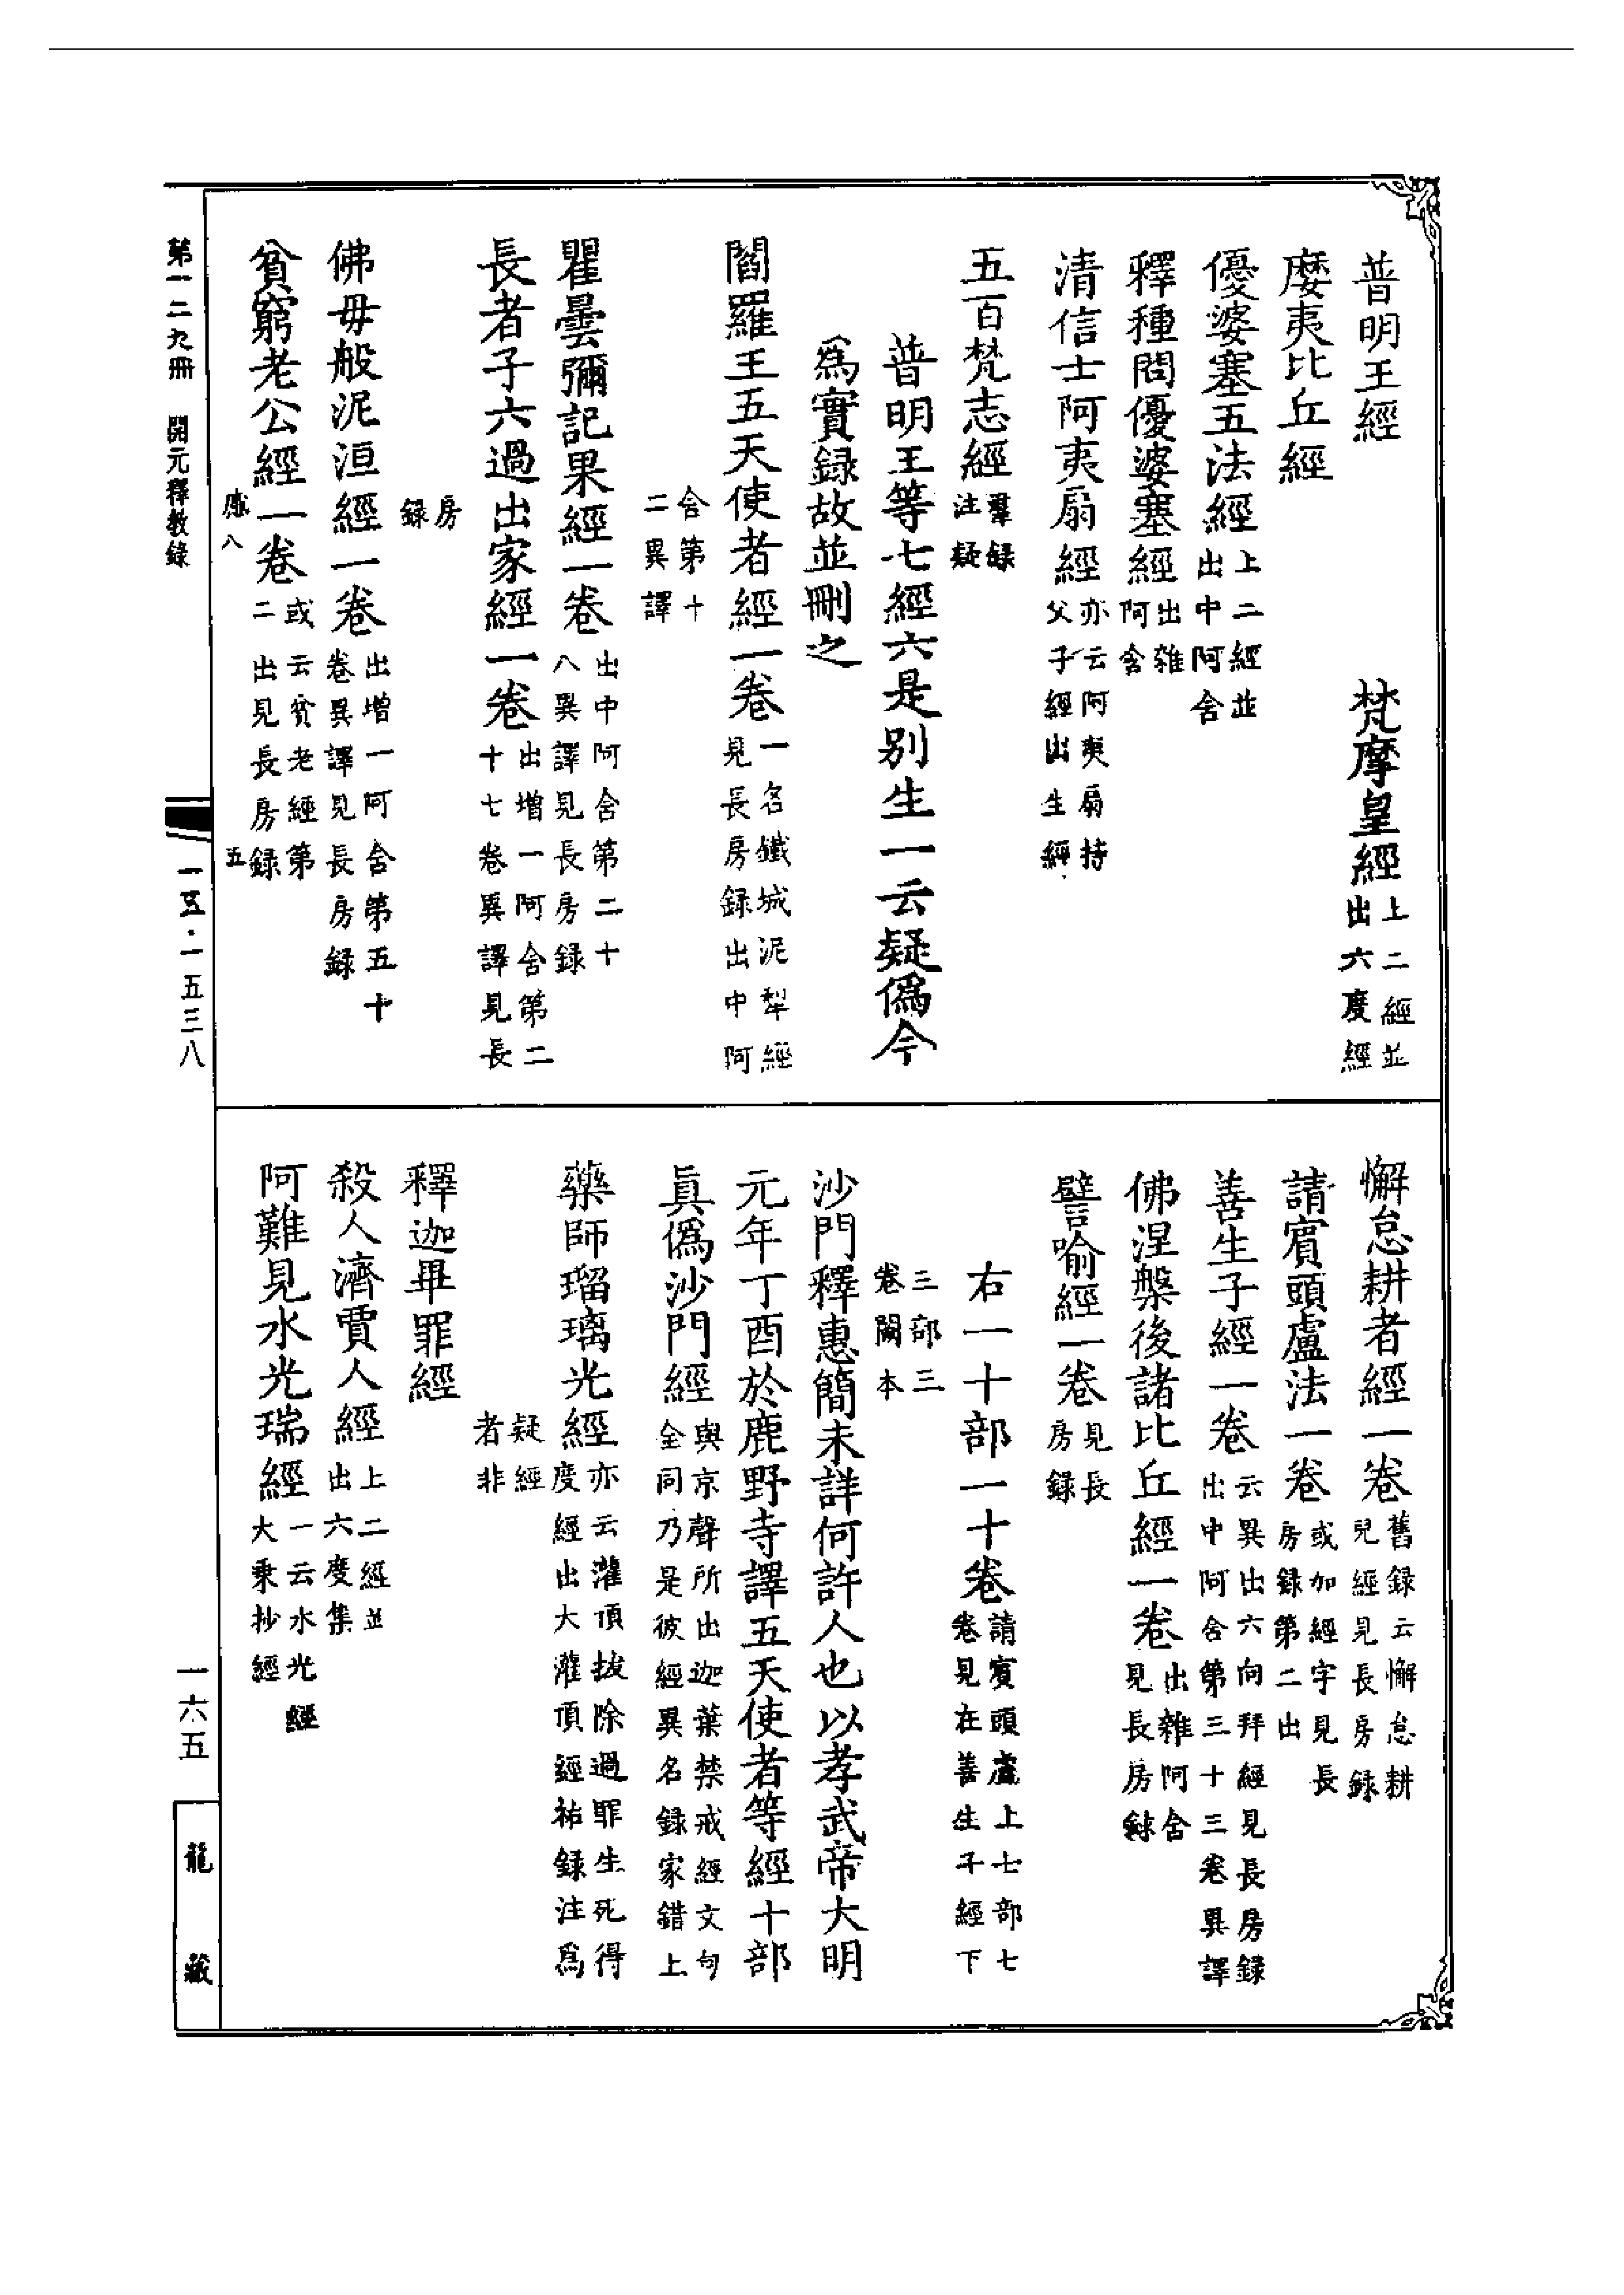 普明王經　梵摩皇經上二經並出六度經
麼夷比丘經
優婆塞五法經上二經並出中阿含
釋種問優婆塞經出雜阿含
清信士阿夷扇經亦云阿夷扇持父子經出生經
五百梵志經羣録注疑
普明王等七經六是別生一云疑偽今
為實録故並刪之
閻羅王五天使者經一卷一名鐵城泥犁經見長房録出中阿
含第十二異譯
瞿曇彌記果經一卷出中阿含第二十八異譯見長房録
長者子六過出家經一卷出增一阿含第二十七卷異譯見長
房録
佛母般泥洹經一卷出增一阿含第五十卷異譯見長房録
貧窮老公經一卷或云貧老經第二出見長房録
感八　五
懈怠耕者經一卷舊録云懈怠耕兒經見長房録
請賓頭盧法一卷或加經字見長房録第二出
善生子經一卷云異出六向拜經見長房録出中阿含第三十三卷異譯
佛涅槃後諸比丘經一卷出雜阿含見長房録
譬喻經一卷見長房録
右一十部一十卷請賓頭盧上七部七卷見在善生子經下
三部三卷闕本
沙門釋惠簡未詳何許人也以孝武帝大明
元年丁酉於鹿野寺譯五天使者等經十部
眞僞沙門經與京聲所出迦葉禁戒經文句全同乃是彼經異名録家錯上
藥師瑠璃光經亦云灌頂拔除過罪生死得度經出大灌頂經祐録注爲
疑經者非
釋迦畢罪經
殺人濟賈人經上二經並出六度集
阿難見水光瑞經一云水光經大乘抄經
第一二九冊　開元釋教錄
一五·一五三八
一六五
龍藏